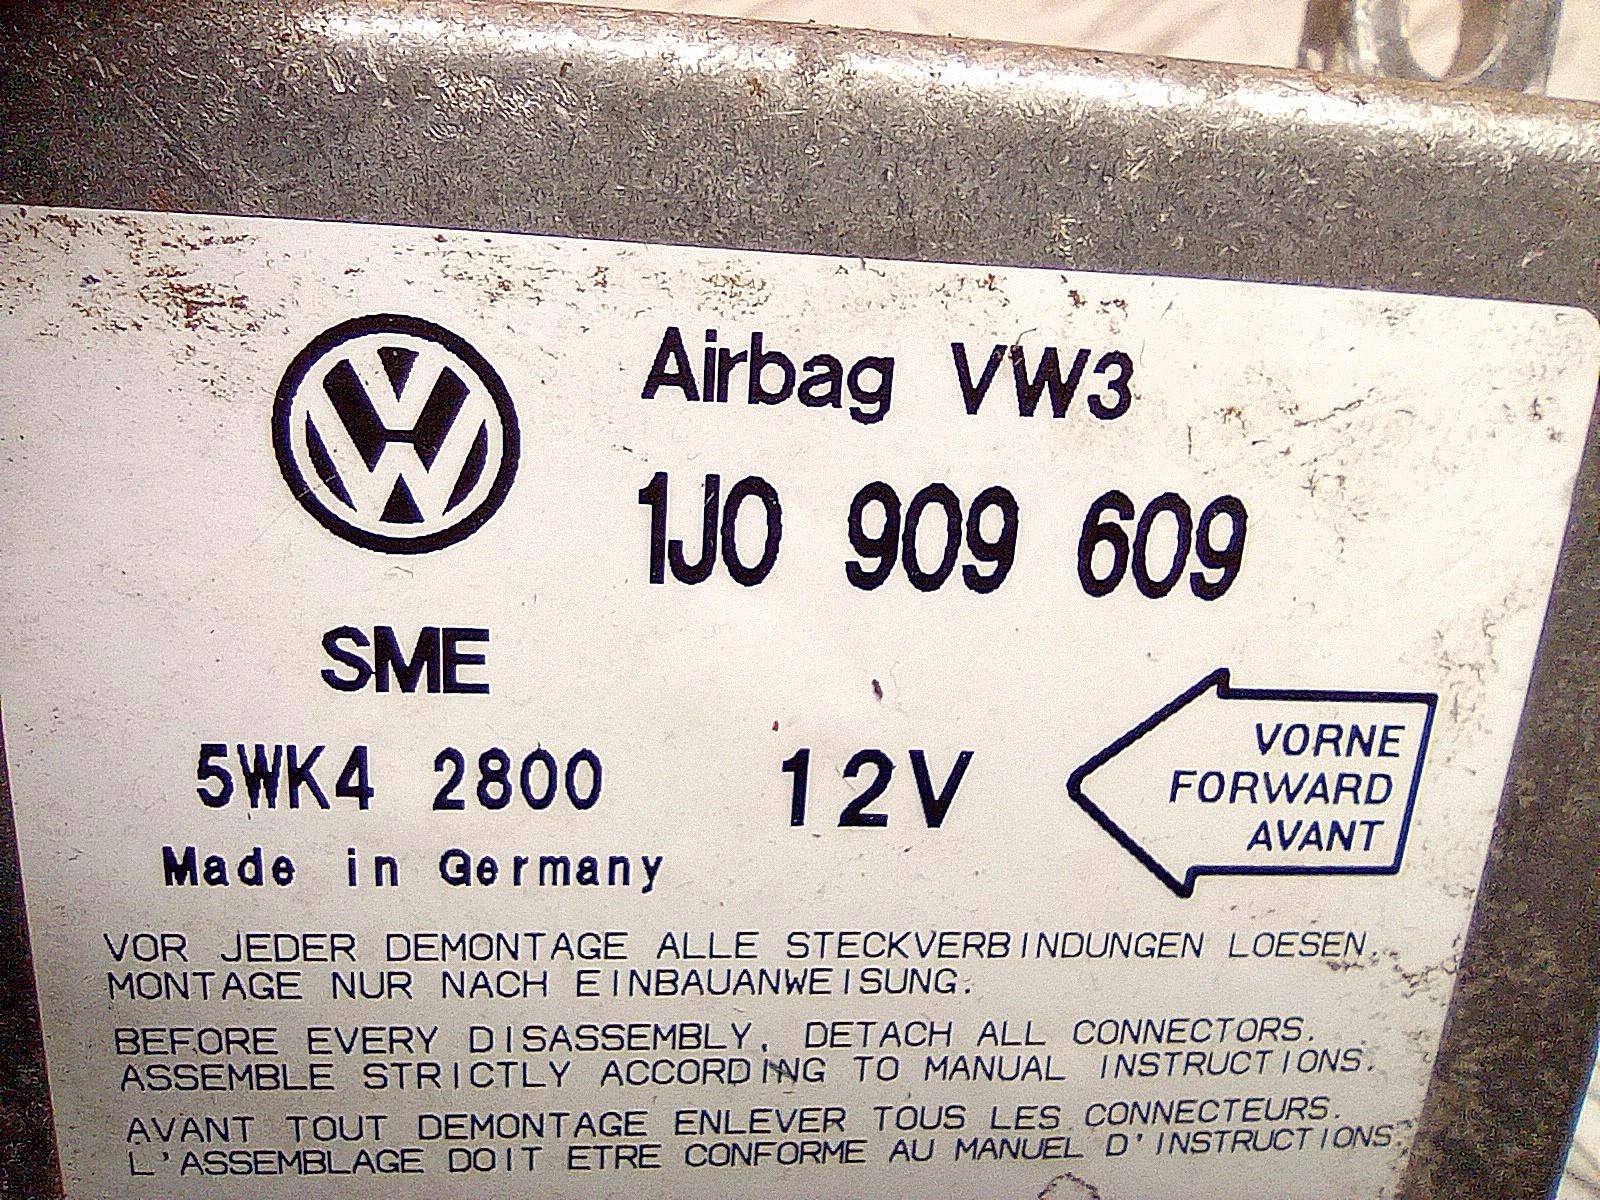 Airbag VW3
1J0 909 609
SME
5WK4 2800
12V
VORNE
FORWARD
AVANT
Made in Germany
VOR JEDER DEMONTAGE ALLE STECKVERBINDUNGEN LOESEN.
MONTAGE NUR NACH EINBAUANWEISUNG.
BEFORE EVERY DISASSEMBLY, DETACH ALL CONNECTORS.
ASSEMBLE STRICTLY ACCORDING TO MANUAL INSTRUCTIONS.
AVANT TOUT DEMONTAGE ENLEVER TOUS LES CONNECTEURS.
L'ASSEMBLAGE DOIT ETRE CONFORME AU MANUEL D'INSTRUCTIONS.